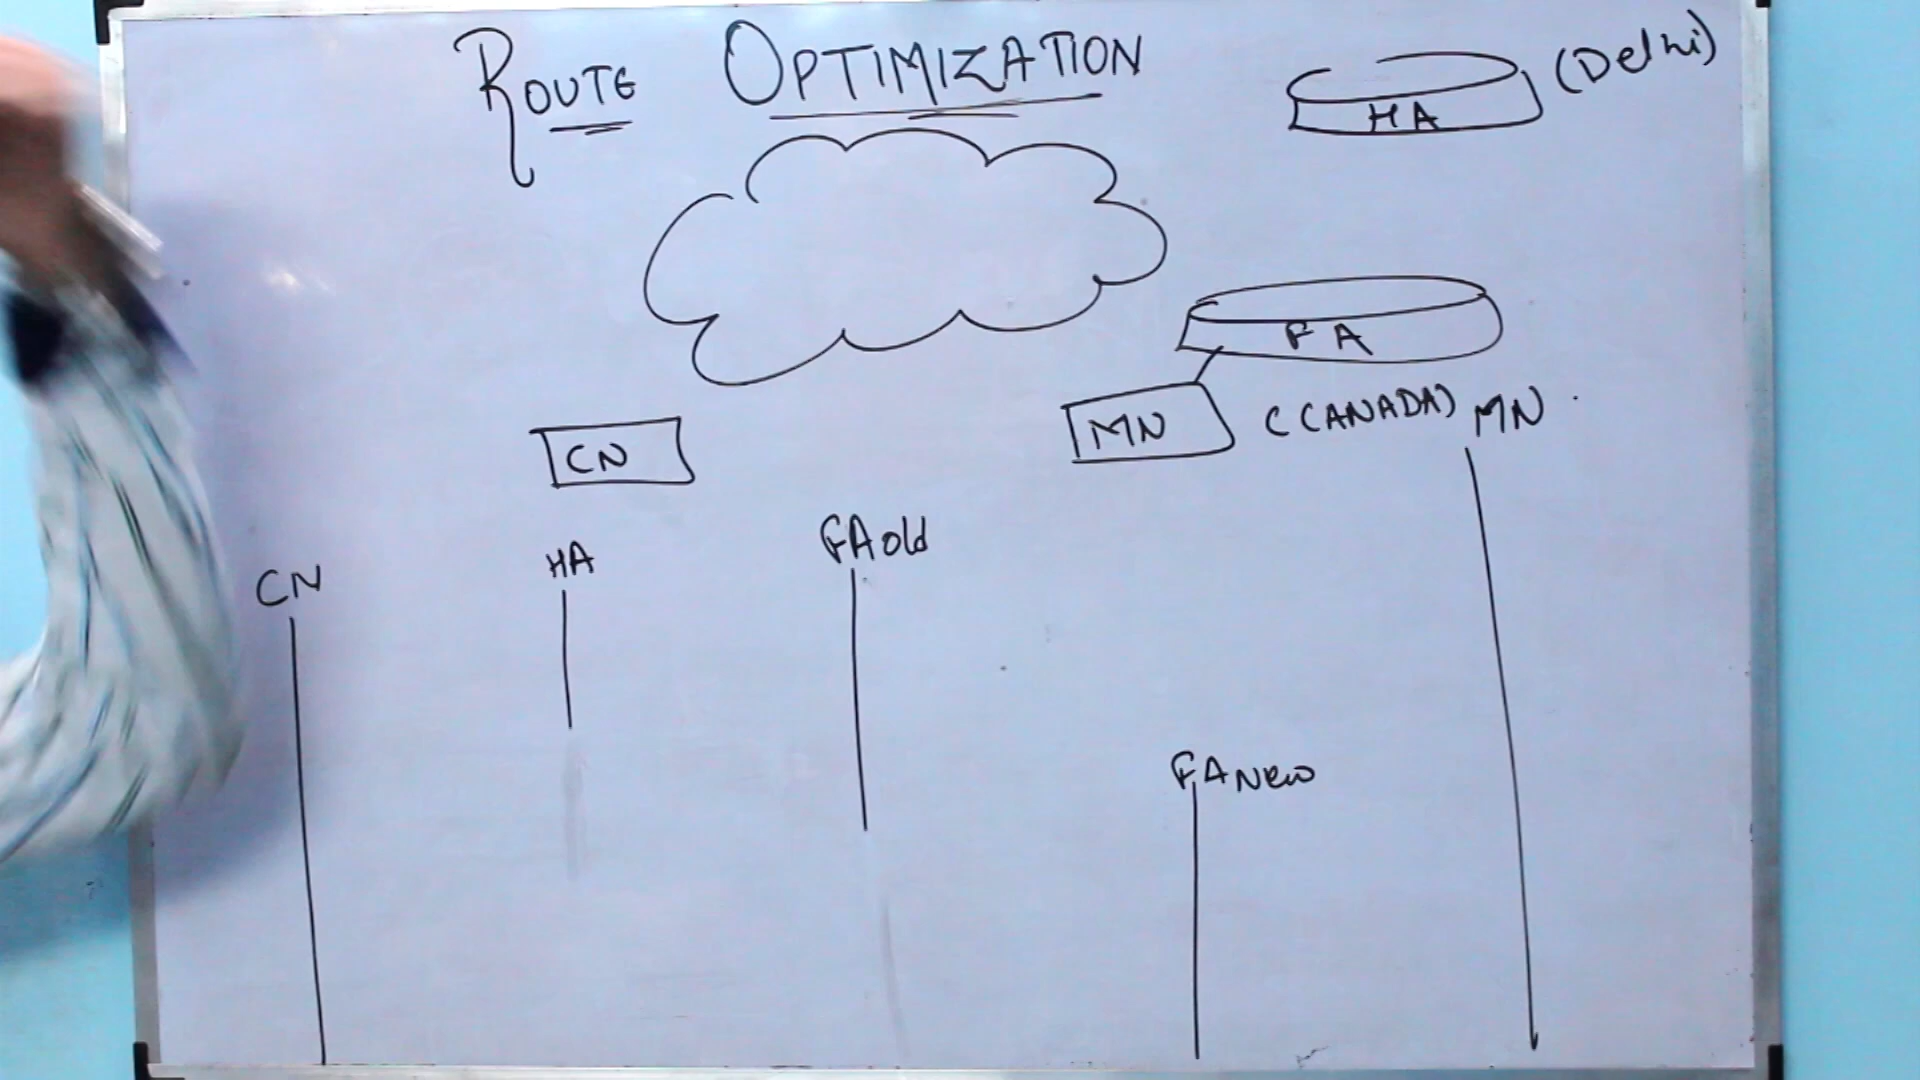 ROUTE OPTIMIZATION
HA (Delhi)
FA
MN (CANADA)
CN
CN HA FAold MN
FANew